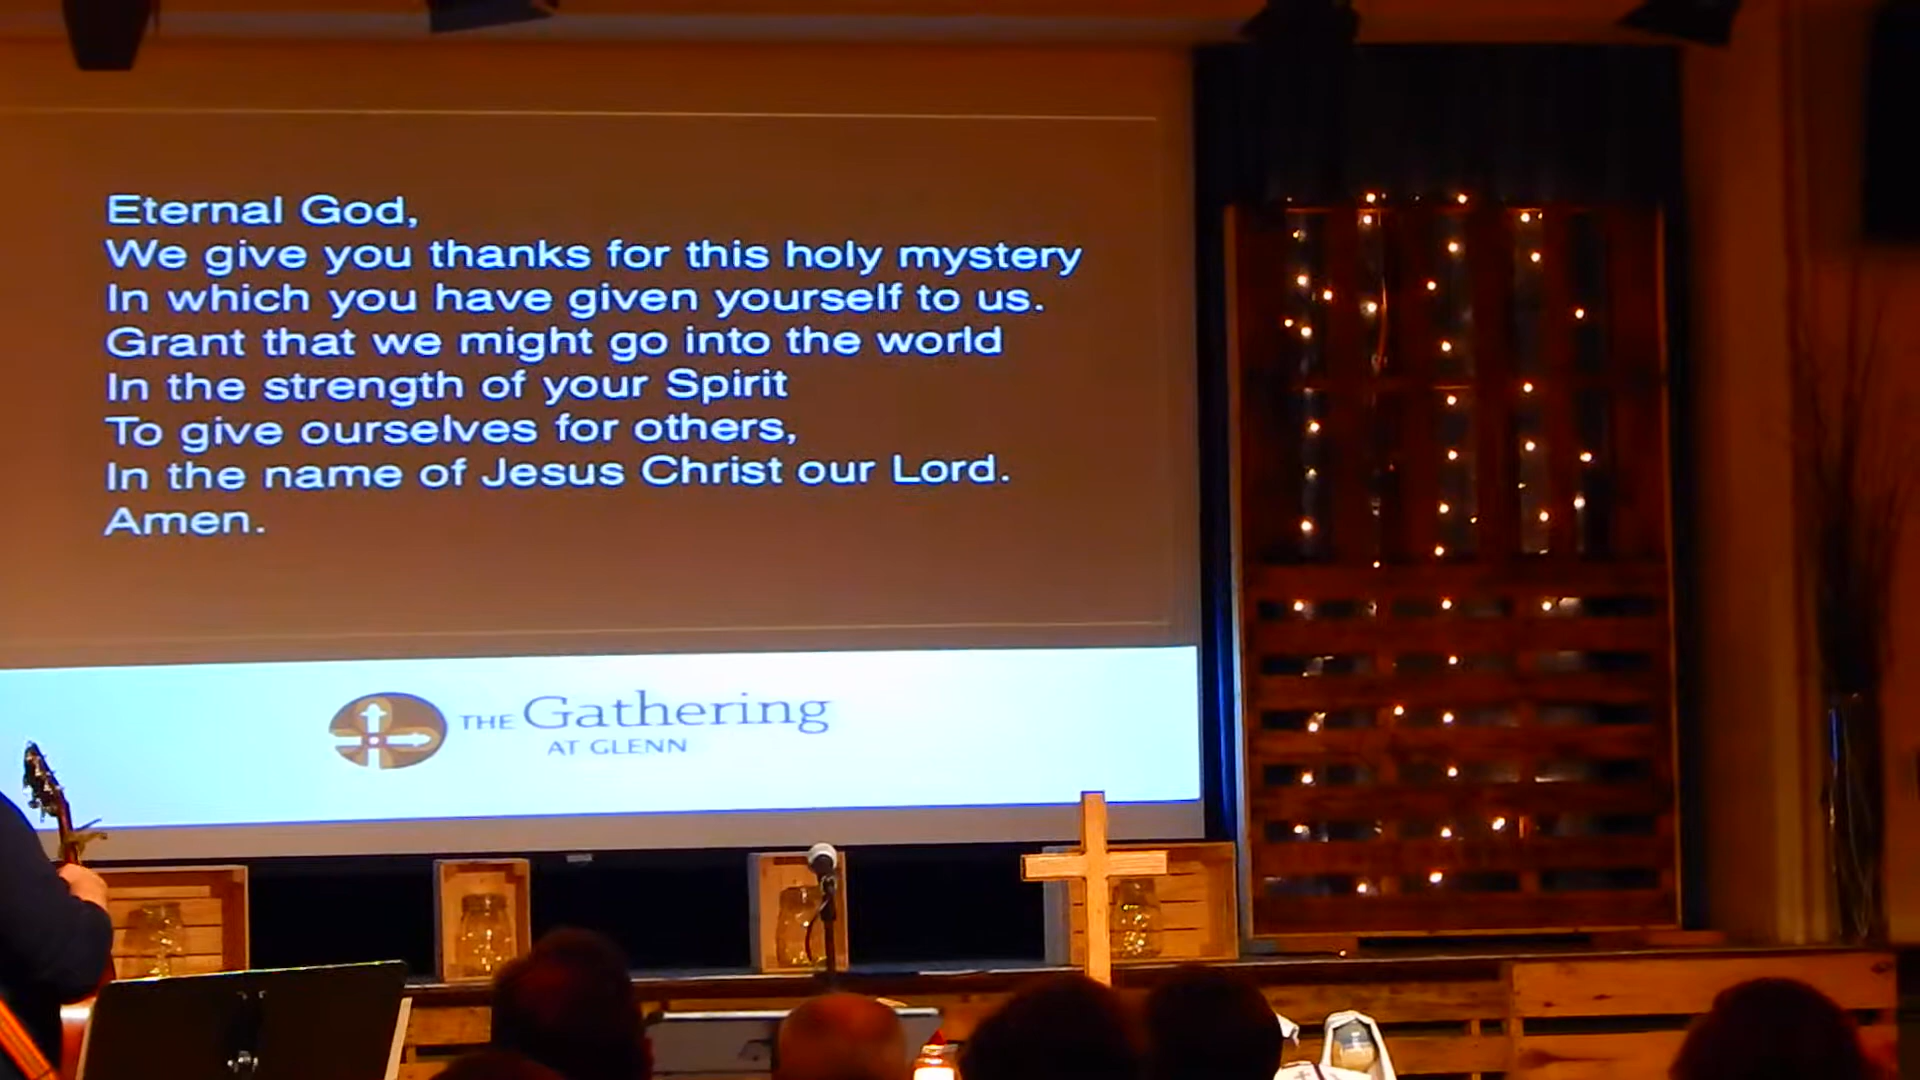 Eternal God,
We give you thanks for this holy mystery
In which you have given yourself to us.
Grant that we might go into the world
In the strength of your Spirit
To give ourselves for others,
In the name of Jesus Christ our Lord.
Amen.
THE Gathering
AT GLENN